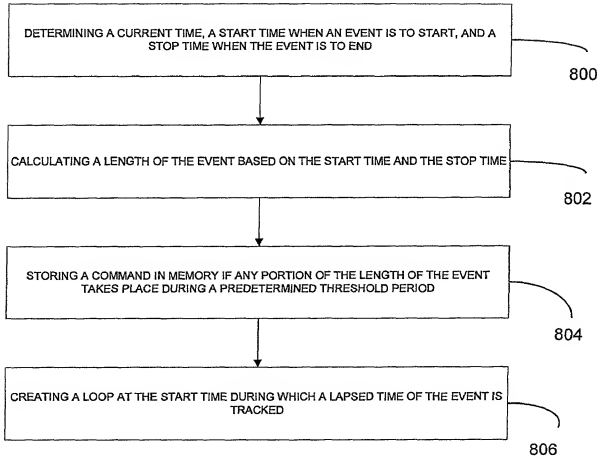 DETERMINING A CURRENT TIME, A START TIME WHEN AN EVENT IS TO START, AND A
STOP TIME WHEN THE EVENT IS TO END
800
CALCULATING A LENGTH OF THE EVENT BASED ON THE START TIME AND THE STOP TIME
802
STORING A COMMAND IN MEMORY IF ANY PORTION OF THE LENGTH OF THE EVENT
TAKES PLACE DURING A PREDETERMINED THRESHOLD PERIOD
804
CREATING A LOOP AT THE START TIME DURING WHICH A LAPSED TIME OF THE EVENT IS
TRACKED
806